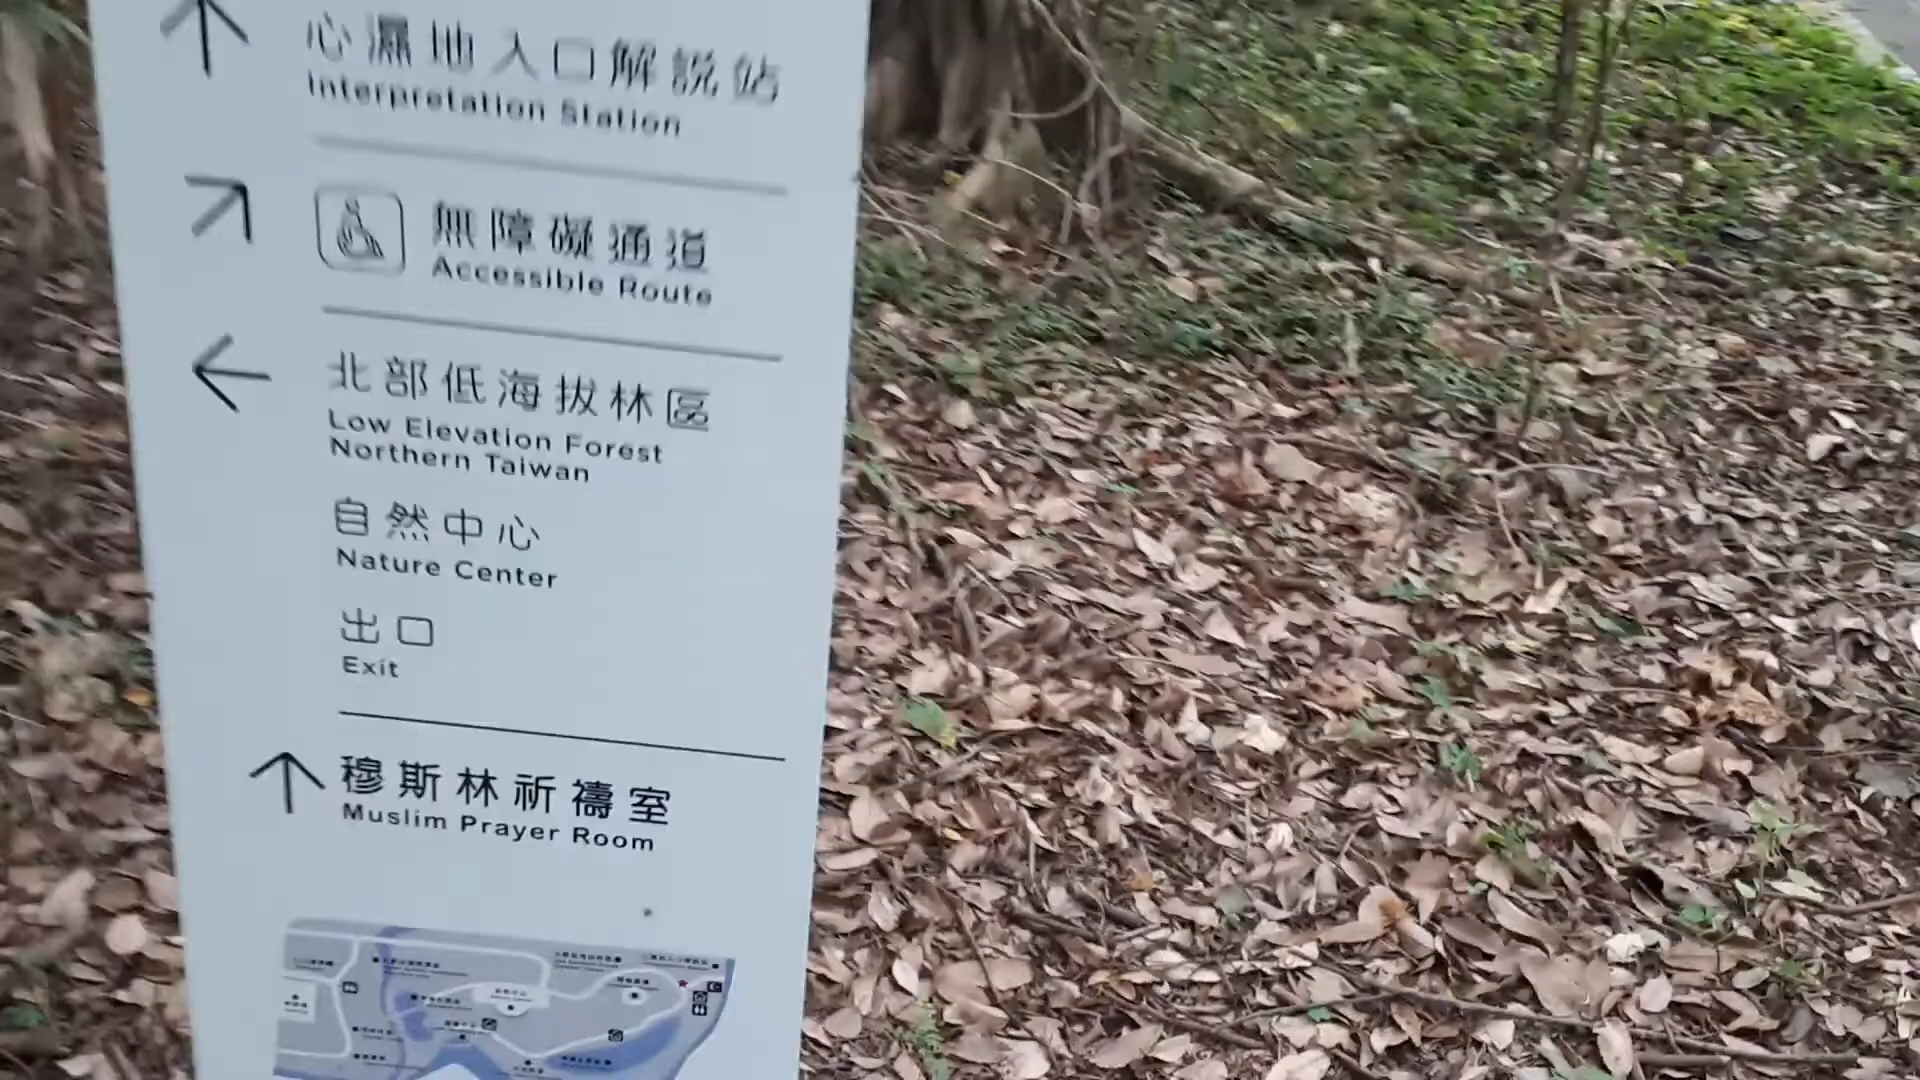 心濕地入口解說站
Interpretation Station
無障礙通道
Accessible Route
北部低海拔林區
Low Elevation Forest
Northern Taiwan
自然中心
Nature Center
出口
Exit
穆斯林祈禱室
Muslim Prayer Room